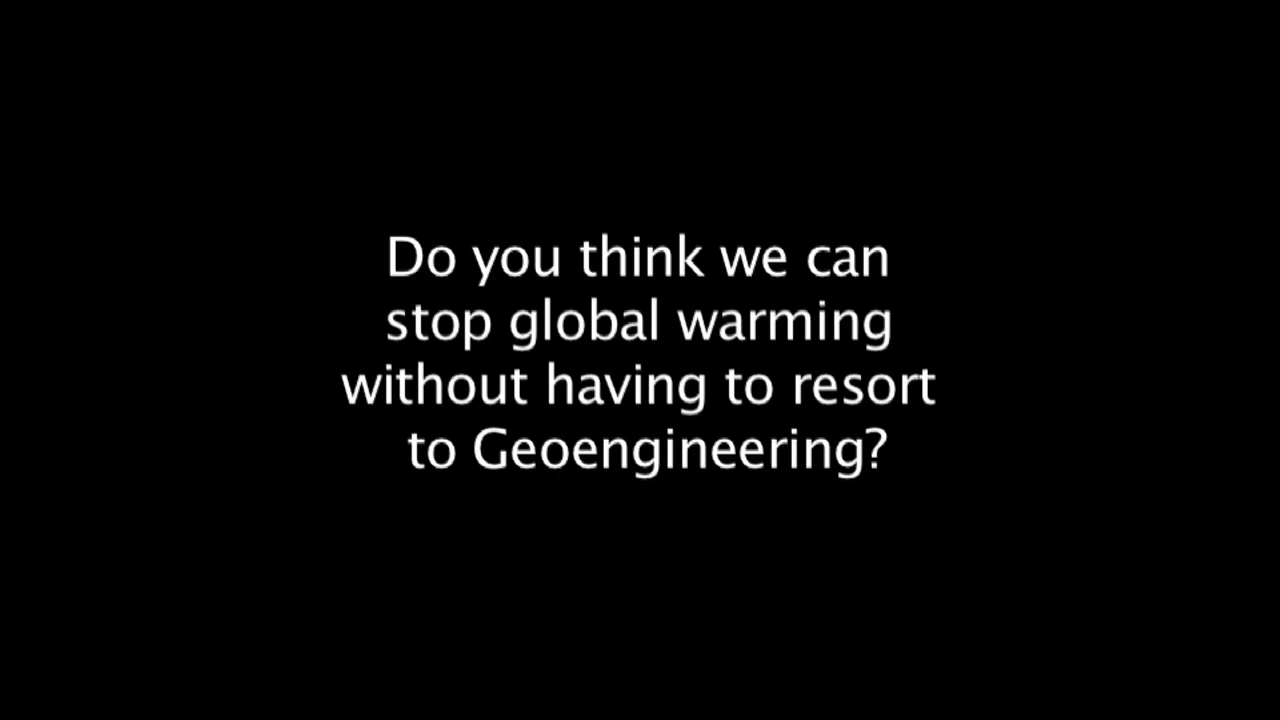 Do you think we can
stop global warming
without having to resort
to Geoengineering?